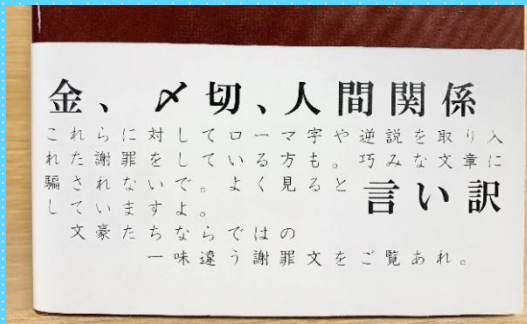 金、〆切、人間関係
これらに対してローマ字や逆説を取り入
れた謝罪をしている方も。巧みな文章に
騙されないで。よく見ると言い訳
していますよ。
文豪たちならではの
一味違う謝罪文をご覧あれ。